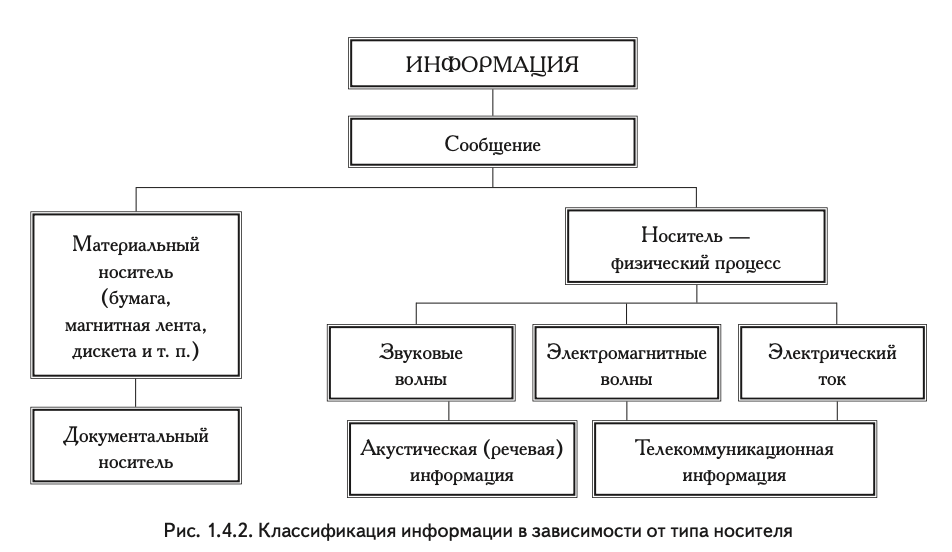 ИНФОРМАЦИЯ
Сообщение
Материальный
носитель
(бумага,
магнитная лента,
дискета и т. п.)
Документальный
носитель
Носитель —
физический процесс
Звуковые
волны
Электромагнитные
волны
Электрический
ток
Акустическая (речевая)
информация
Телекоммуникационная
информация
Рис. 1.4.2. Классификация информации в зависимости от типа носителя